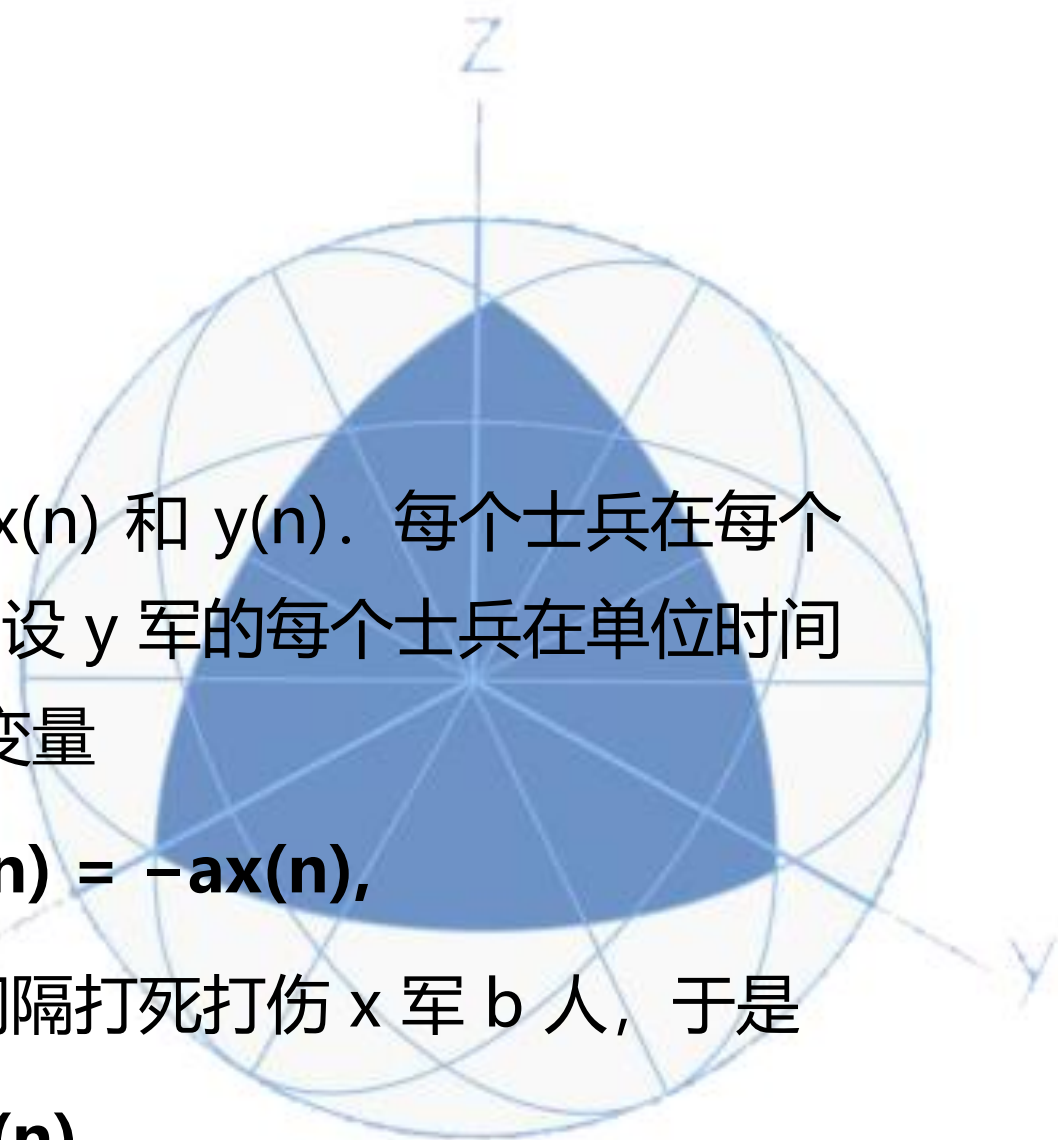 Z
x(n) 和 y(n). 每个士兵在每个
设 y 军的每个士兵在单位时间
变量
n) = −ax(n),
隔打死打伤 x 军 b 人，于是
Y
(n)